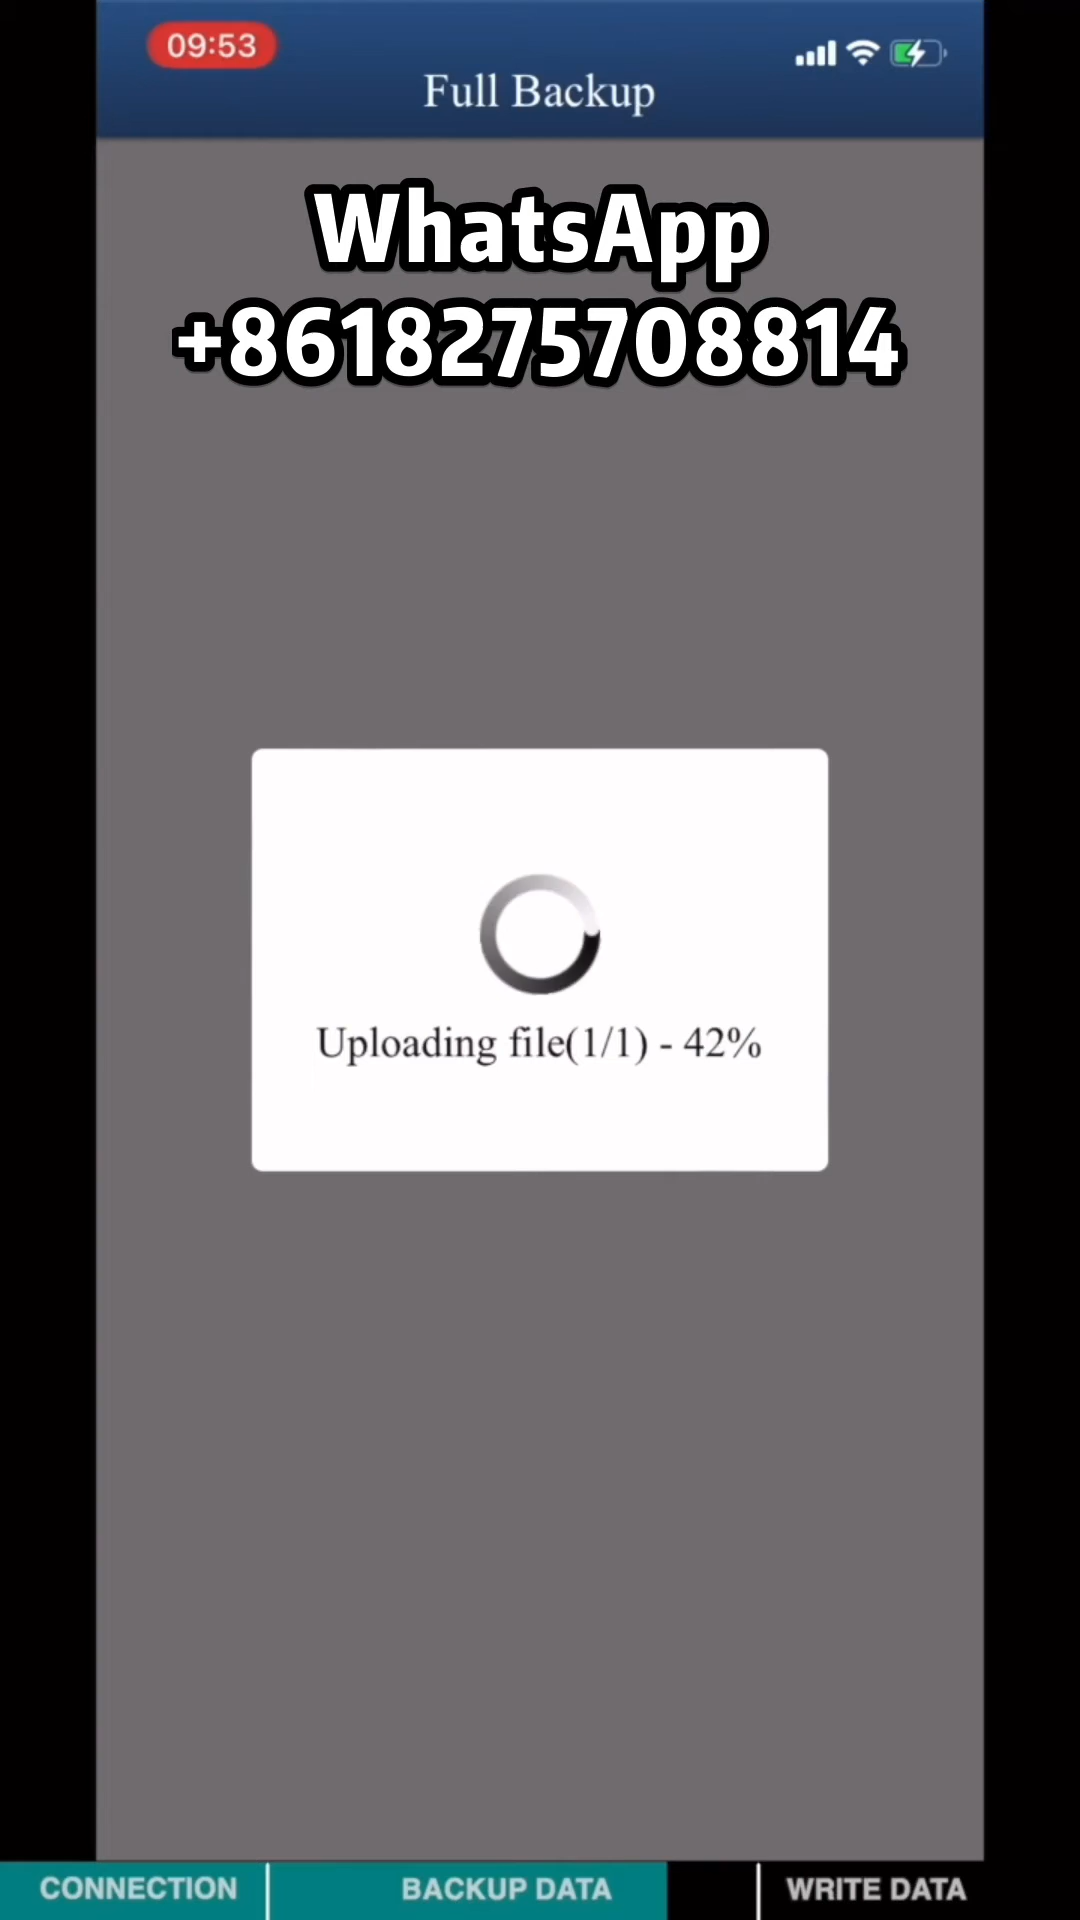 09:53
Full Backup
WhatsApp
+8618275708814
Uploading file(1/1) - 42%
CONNECTION
BACKUP DATA
WRITE DATA